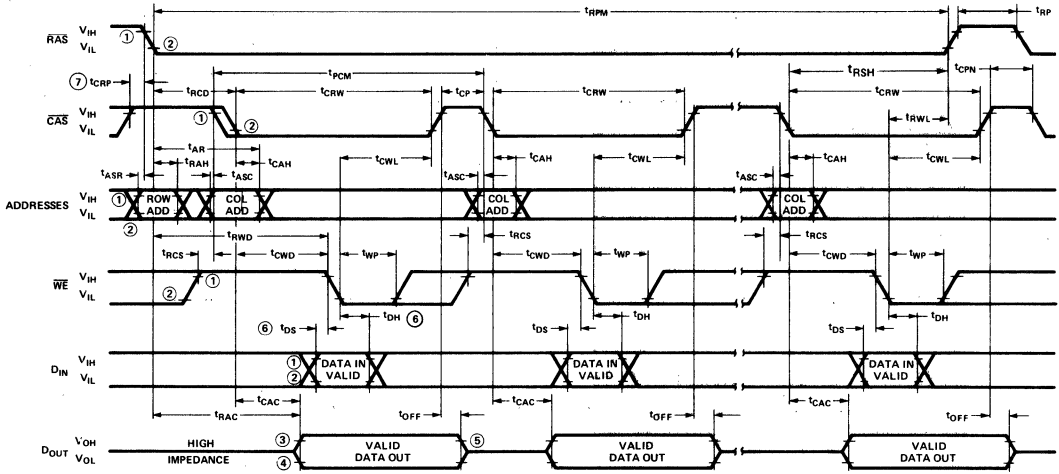 tRPM
tRP
RAS VIH VIL ① ②
⑦ tCRP
tPCM
tRSH
tCPN
tRCD tCRW tCP tCRW tCRW
CAS VIH VIL ① ②
tRWL
tAR
tRAH tCAH tCWL tCAH tCWL tCAH tCWL
tASR tASC tASC tASC
ADDRESSES VIH VIL ① ②
ROW ADD
COL ADD
COL ADD
COL ADD
tRWD tRCS tRCS
tRCS tCWD tWP tCWD tWP tCWD tWP
WE VIH VIL ① ②
⑥ tDS tDH ⑥ tDS tDH tDS tDH
DIN VIH VIL ① ②
DATA IN VALID
DATA IN VALID
DATA IN VALID
tCAC tCAC tCAC
tRAC tOFF tOFF tOFF
DOUT VOH VOL
HIGH IMPEDANCE
③ ④ ⑤
VALID DATA OUT
VALID DATA OUT
VALID DATA OUT